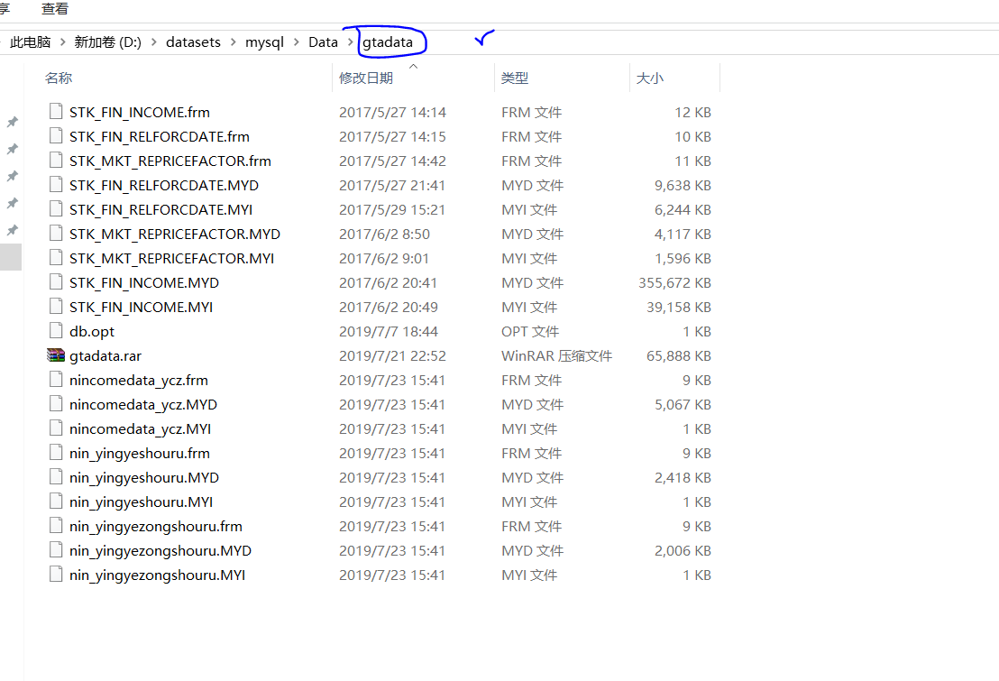 享 查看
此电脑 > 新加卷 (D:) > datasets > mysql > Data > gtadata
名称 修改日期 类型 大小
STK_FIN_INCOME.frm 2017/5/27 14:14 FRM 文件 12 KB
STK_FIN_RELFORCDATE.frm 2017/5/27 14:15 FRM 文件 10 KB
STK_MKT_REPRICEFACTOR.frm 2017/5/27 14:42 FRM 文件 11 KB
STK_FIN_RELFORCDATE.MYD 2017/5/27 21:41 MYD 文件 9,638 KB
STK_FIN_RELFORCDATE.MYI 2017/5/29 15:21 MYI 文件 6,244 KB
STK_MKT_REPRICEFACTOR.MYD 2017/6/2 8:50 MYD 文件 4,117 KB
STK_MKT_REPRICEFACTOR.MYI 2017/6/2 9:01 MYI 文件 1,596 KB
STK_FIN_INCOME.MYD 2017/6/2 20:41 MYD 文件 355,672 KB
STK_FIN_INCOME.MYI 2017/6/2 20:49 MYI 文件 39,158 KB
db.opt 2019/7/7 18:44 OPT 文件 1 KB
gtadata.rar 2019/7/21 22:52 WinRAR 压缩文件 65,888 KB
nincomedata_ycz.frm 2019/7/23 15:41 FRM 文件 9 KB
nincomedata_ycz.MYD 2019/7/23 15:41 MYD 文件 5,067 KB
nincomedata_ycz.MYI 2019/7/23 15:41 MYI 文件 1 KB
nin_yingyeshouru.frm 2019/7/23 15:41 FRM 文件 9 KB
nin_yingyeshouru.MYD 2019/7/23 15:41 MYD 文件 2,418 KB
nin_yingyeshouru.MYI 2019/7/23 15:41 MYI 文件 1 KB
nin_yingyezongshouru.frm 2019/7/23 15:41 FRM 文件 9 KB
nin_yingyezongshouru.MYD 2019/7/23 15:41 MYD 文件 2,006 KB
nin_yingyezongshouru.MYI 2019/7/23 15:41 MYI 文件 1 KB